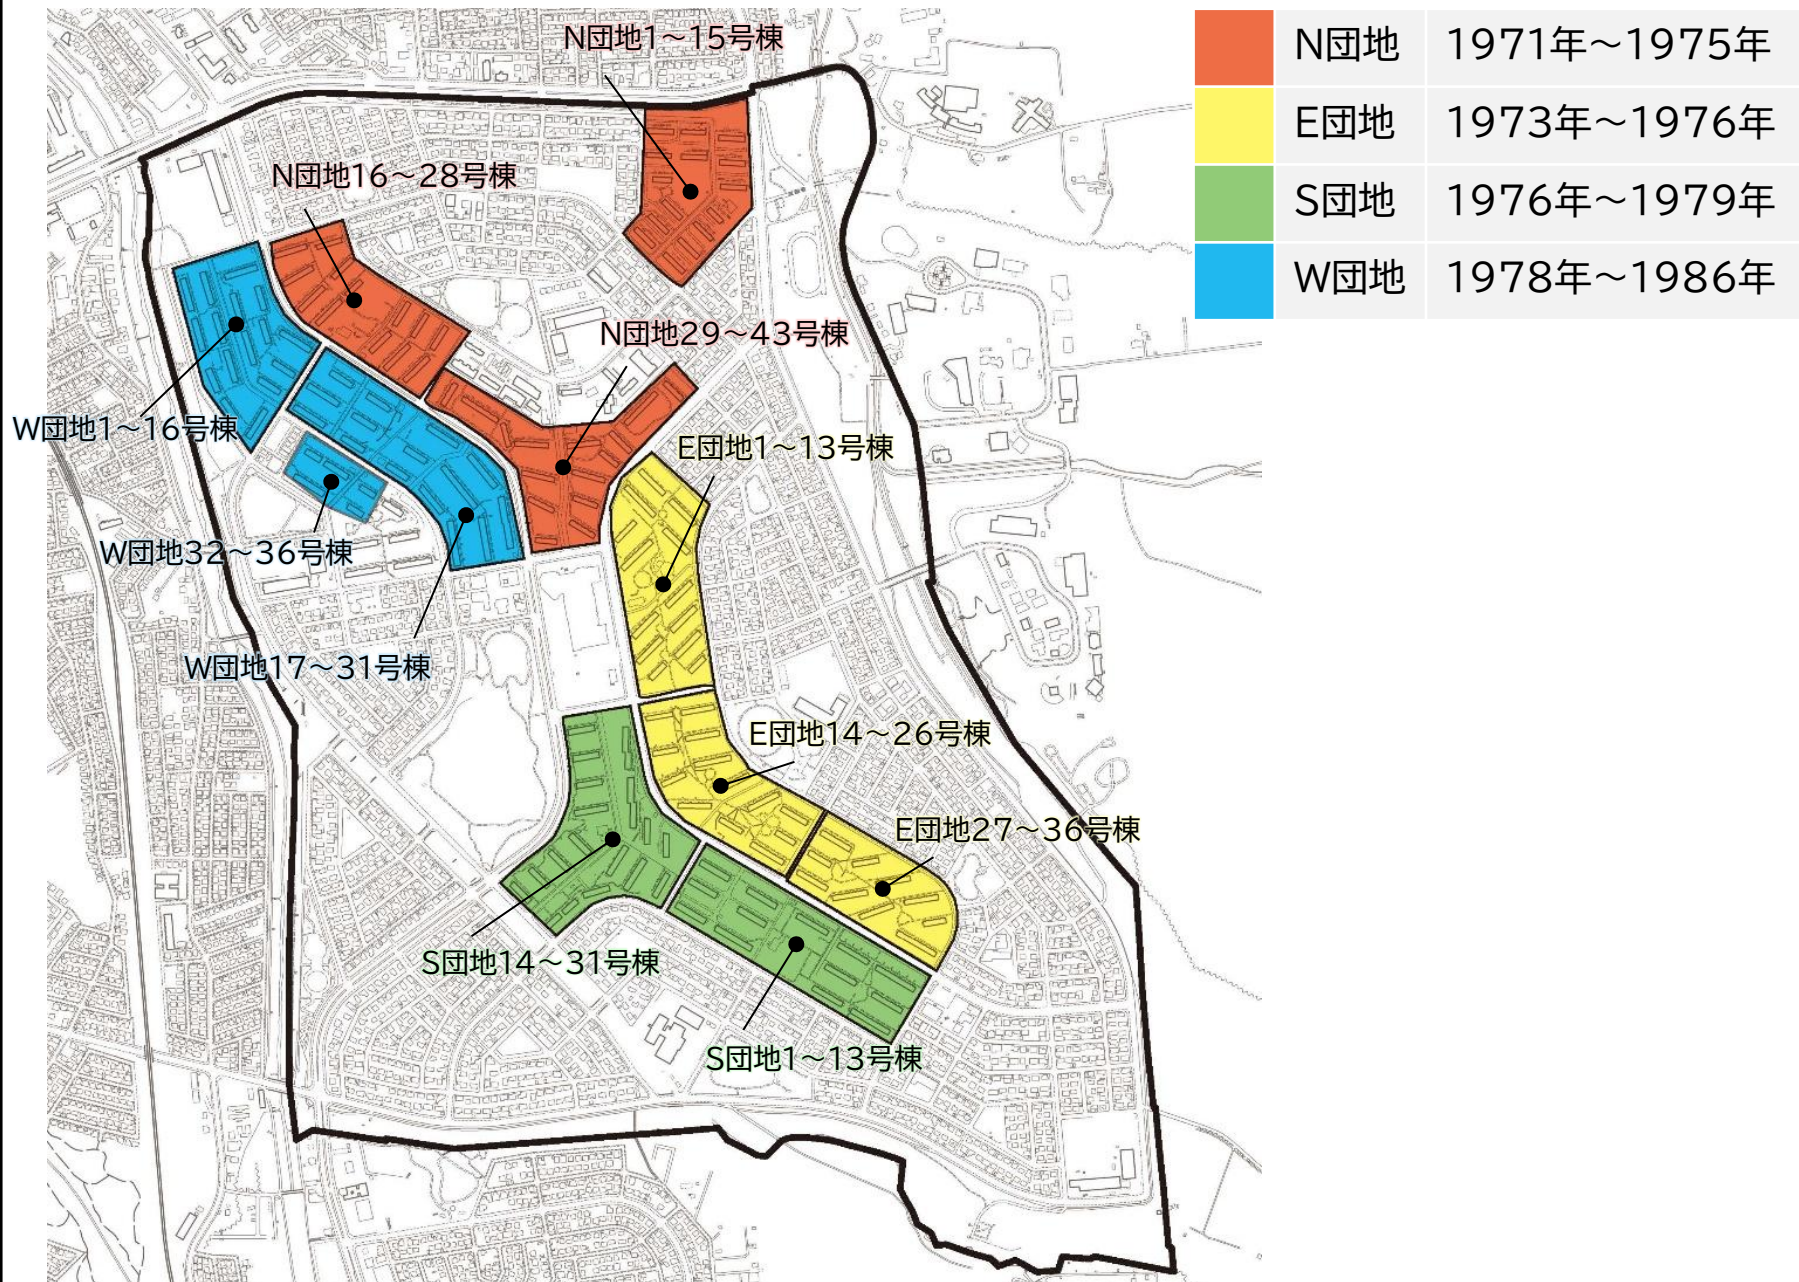 N団地1～15号棟
N団地 1971年～1975年
E団地 1973年～1976年
S団地 1976年～1979年
W団地 1978年～1986年
N団地16～28号棟
N団地29～43号棟
W団地1～16号棟
E団地1～13号棟
W団地32～36号棟
W団地17～31号棟
E団地14～26号棟
E団地27～36号棟
S団地14～31号棟
S団地1～13号棟